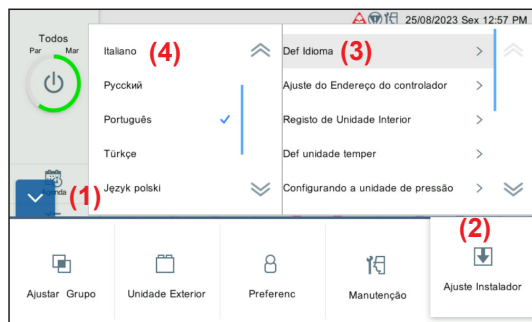 25/08/2023 Sex 12:57 PM
Todos
Par Mar
Italiano (4)
Русский
Português
Türkçe
Język polski
Def Idioma (3)
Ajuste do Endereço do controlador
Registo de Unidade Interior
Def unidade temper
Configurando a unidade de pressão
Agenda
(1)
(2)
Ajustar Grupo
Unidade Exterior
Preferenc
Manutenção
Ajuste Instalador